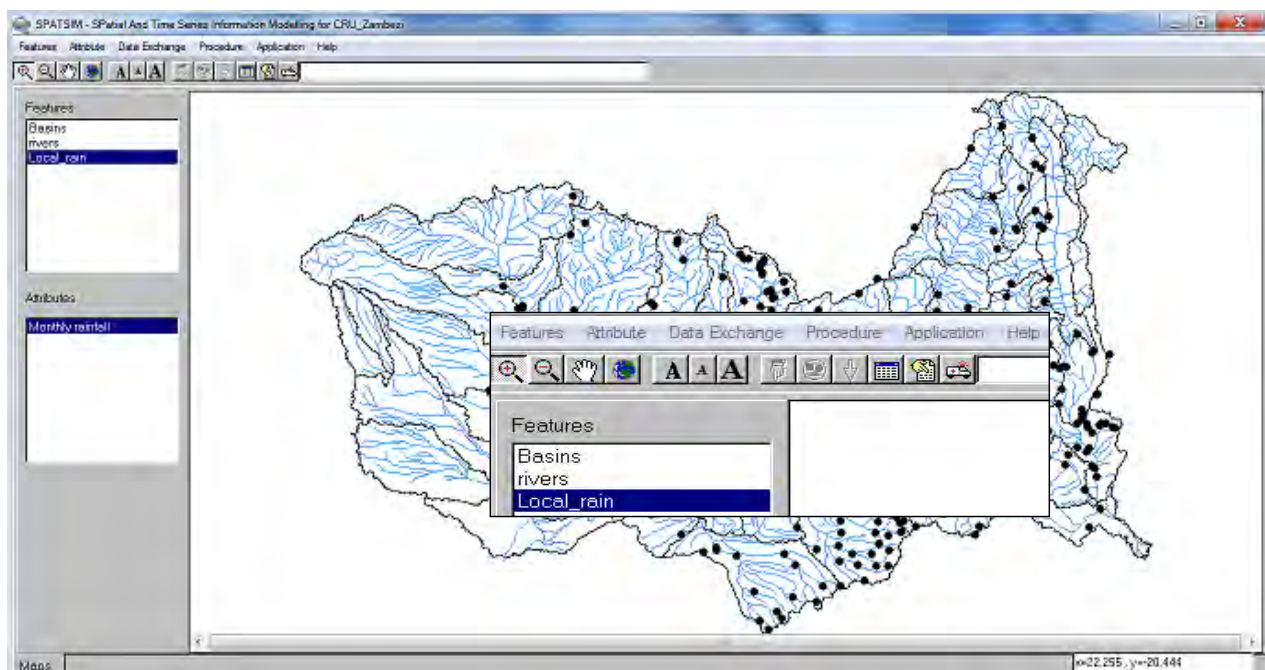 SPATSIM - SPatial And Time Series Information Modelling for CRU_Zambezi
Features Attribute Data Exchange Procedure Application Help
A A A
Features
Basins
rivers
Local_rain
Attributes
Monthly rainfall
Features Attribute Data Exchange Procedure Application Help
A A A
Features
Basins
rivers
Local_rain
Maps
x=22,255 , y=-20,444